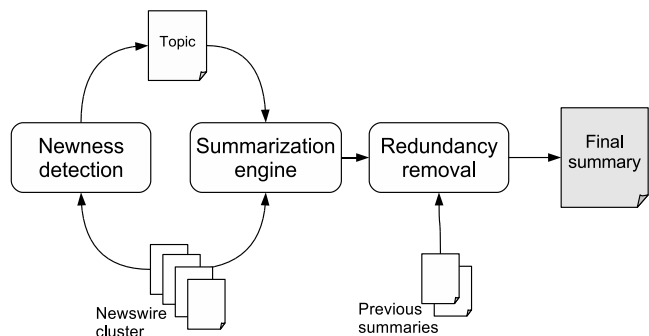 Topic
Newness
detection
Summarization
engine
Redundancy
removal
Final
summary
Newswire
cluster
Previous
summaries